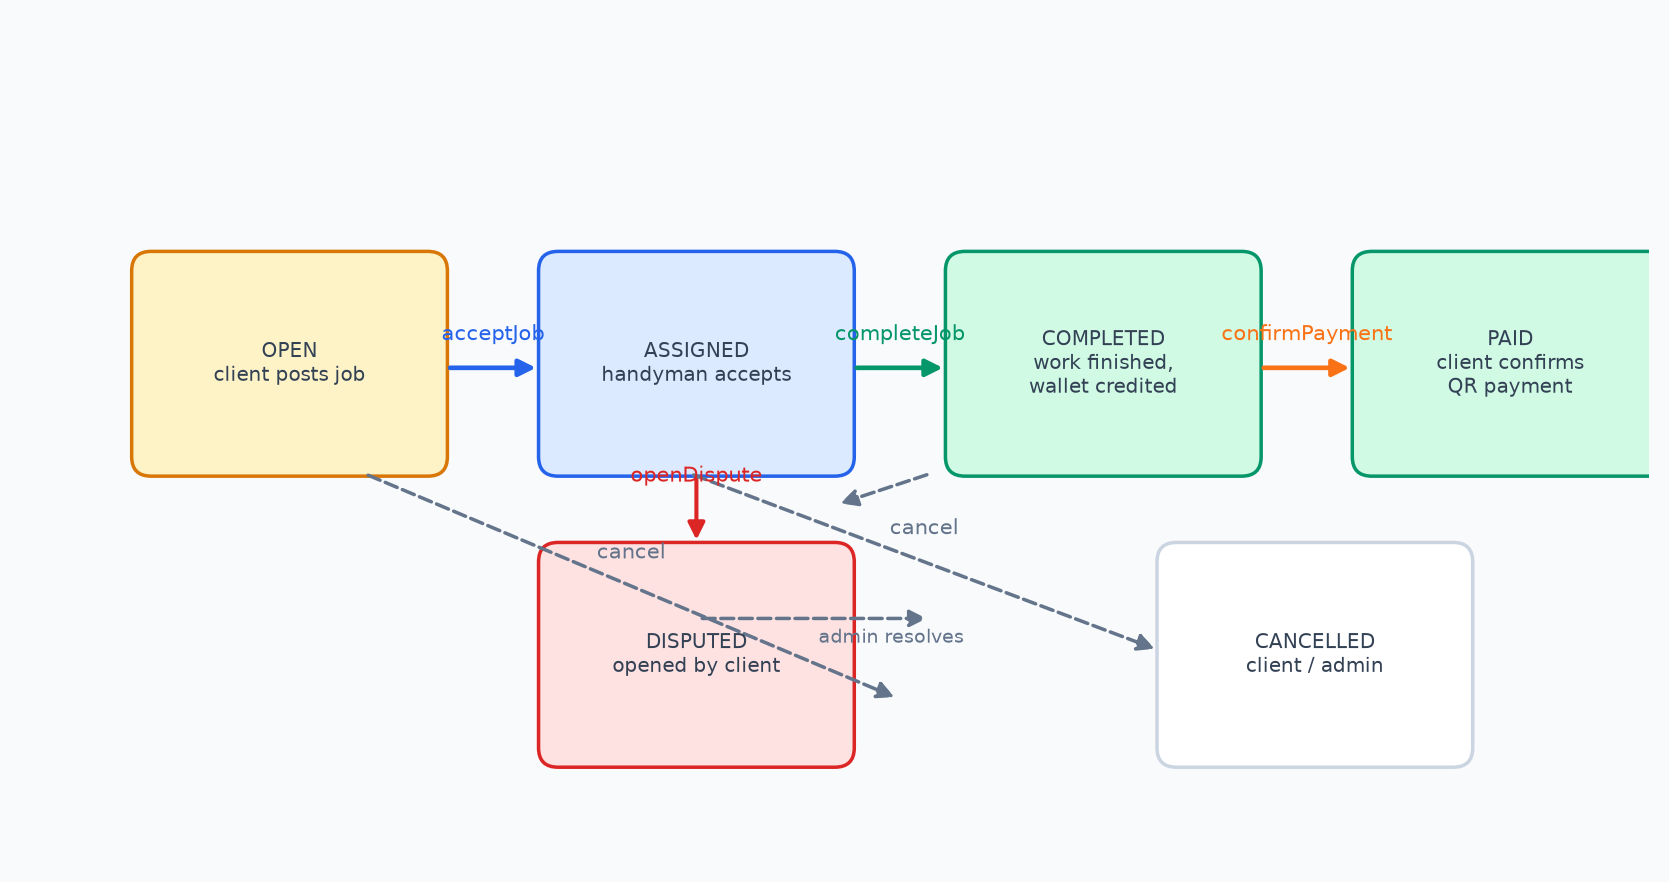 OPEN
client posts job
acceptJob
ASSIGNED
handyman accepts
completeJob
COMPLETED
work finished,
wallet credited
confirmPayment
PAID
client confirms
QR payment
openDispute
cancel
cancel
admin resolves
DISPUTED
opened by client
CANCELLED
client / admin